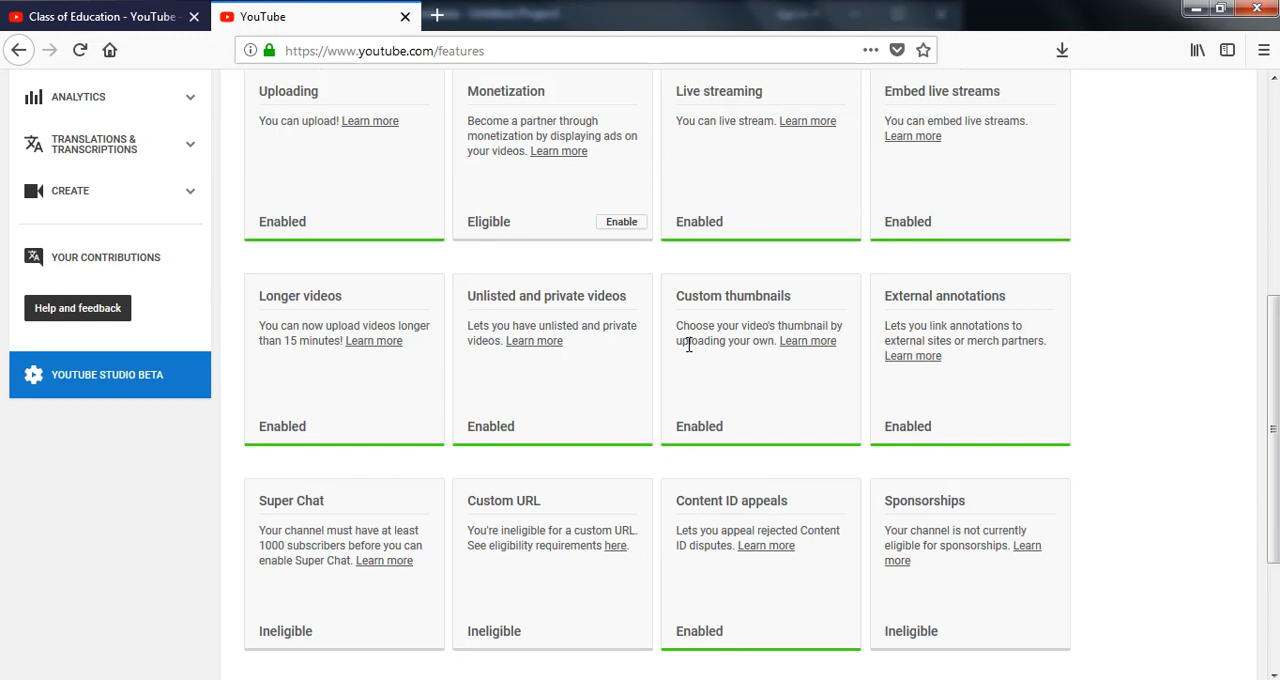 Class of Education - YouTube
YouTube
https://www.youtube.com/features
ANALYTICS
TRANSLATIONS &
TRANSCRIPTIONS
CREATE
YOUR CONTRIBUTIONS
Help and feedback
YOUTUBE STUDIO BETA
Uploading
You can upload! Learn more
Enabled
Monetization
Become a partner through
monetization by displaying ads on
your videos. Learn more
Eligible
Enable
Live streaming
You can live stream. Learn more
Enabled
Embed live streams
You can embed live streams.
Learn more
Enabled
Longer videos
You can now upload videos longer
than 15 minutes! Learn more
Enabled
Unlisted and private videos
Lets you have unlisted and private
videos. Learn more
Enabled
Custom thumbnails
Choose your video's thumbnail by
uploading your own. Learn more
Enabled
External annotations
Lets you link annotations to
external sites or merch partners.
Learn more
Enabled
Super Chat
Your channel must have at least
1000 subscribers before you can
enable Super Chat. Learn more
Ineligible
Custom URL
You're ineligible for a custom URL.
See eligibility requirements here.
Ineligible
Content ID appeals
Lets you appeal rejected Content
ID disputes. Learn more
Enabled
Sponsorships
Your channel is not currently
eligible for sponsorships. Learn
more
Ineligible